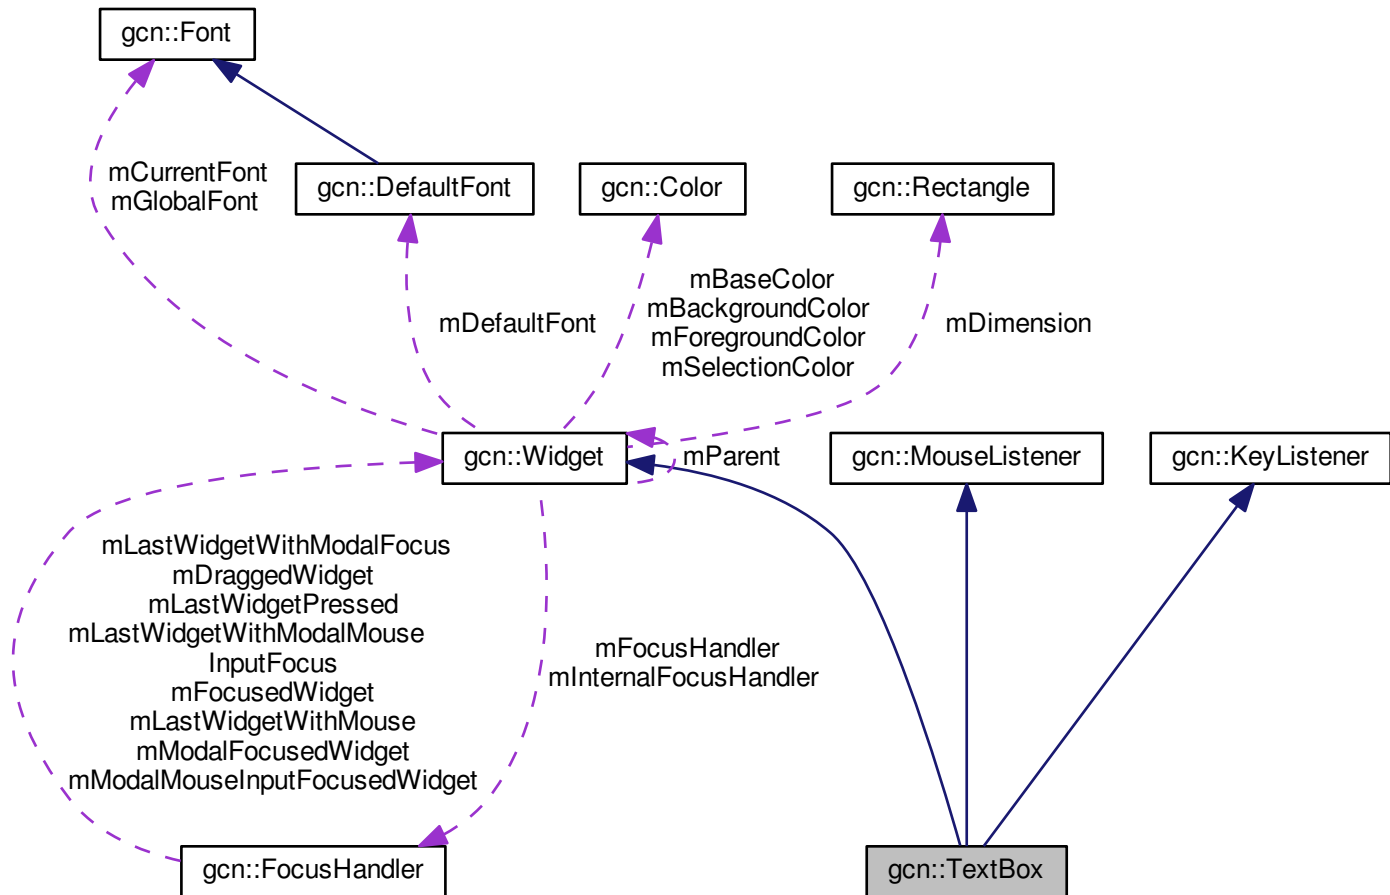 gcn::Font
mCurrentFont
mGlobalFont
gcn::DefaultFont
gcn::Color
gcn::Rectangle
mDefaultFont
mBaseColor
mBackgroundColor
mForegroundColor
mSelectionColor
mDimension
gcn::Widget
mParent
gcn::MouseListener
gcn::KeyListener
mLastWidgetWithModalFocus
mDraggedWidget
mLastWidgetPressed
mLastWidgetWithModalMouse
InputFocus
mFocusedWidget
mLastWidgetWithMouse
mModalFocusedWidget
mModalMouseInputFocusedWidget
mFocusHandler
mInternalFocusHandler
gcn::FocusHandler
gcn::TextBox